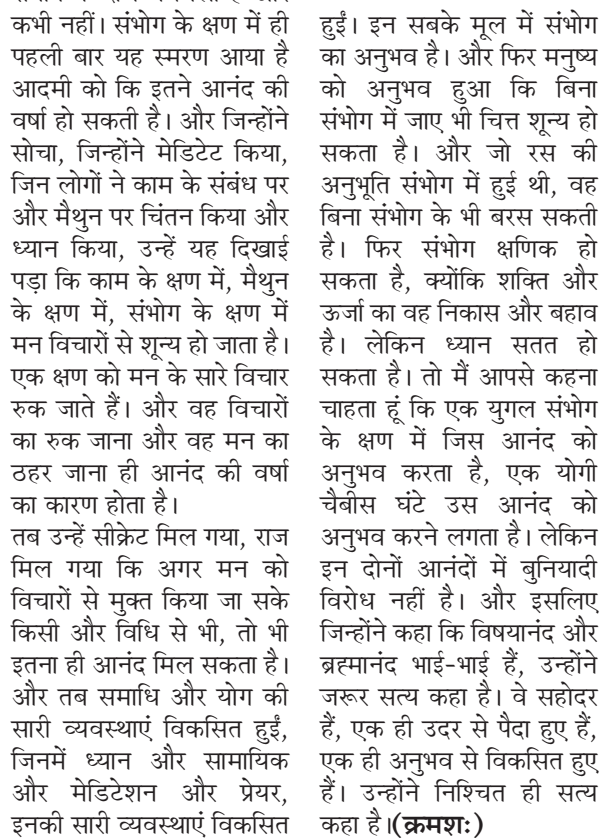 कभी नहीं। संभोग के क्षण में ही
पहली बार यह स्मरण आया है
आदमी को कि इतने आनंद की
वर्षा हो सकती है। और जिन्होंने
सोचा, जिन्होंने मेडिटेट किया,
जिन लोगों ने काम के संबंध पर
और मैथुन पर चिंतन किया और
ध्यान किया, उन्हें यह दिखाई
पड़ा कि काम के क्षण में, मैथुन
के क्षण में, संभोग के क्षण में
मन विचारों से शून्य हो जाता है।
एक क्षण को मन के सारे विचार
रुक जाते हैं। और वह विचारों
का रुक जाना और वह मन का
ठहर जाना ही आनंद की वर्षा
का कारण होता है।
तब उन्हें सीक्रेट मिल गया, राज
मिल गया कि अगर मन को
विचारों से मुक्त किया जा सके
किसी और विधि से भी, तो भी
इतना ही आनंद मिल सकता है।
और तब समाधि और योग की
सारी व्यवस्थाएं विकसित हुईं,
जिनमें ध्यान और सामायिक
और मेडिटेशन और प्रेयर,
इनकी सारी व्यवस्थाएं विकसित
हुईं। इन सबके मूल में संभोग
का अनुभव है। और फिर मनुष्य
को अनुभव हुआ कि बिना
संभोग में जाए भी चित्त शून्य हो
सकता है। और जो रस की
अनुभूति संभोग में हुई थी, वह
बिना संभोग के भी बरस सकती
है। फिर संभोग क्षणिक हो
सकता है, क्योंकि शक्ति और
ऊर्जा का वह निकास और बहाव
है। लेकिन ध्यान सतत हो
सकता है। तो मैं आपसे कहना
चाहता हूं कि एक युगल संभोग
के क्षण में जिस आनंद को
अनुभव करता है, एक योगी
चैबीस घंटे उस आनंद को
अनुभव करने लगता है। लेकिन
इन दोनों आनंदों में बुनियादी
विरोध नहीं है। और इसलिए
जिन्होंने कहा कि विषयानंद और
ब्रह्मानंद भाई-भाई हैं, उन्होंने
जरूर सत्य कहा है। वे सहोदर
हैं, एक ही उदर से पैदा हुए हैं,
एक ही अनुभव से विकसित हुए
हैं। उन्होंने निश्चित ही सत्य
कहा है।(क्रमशः)